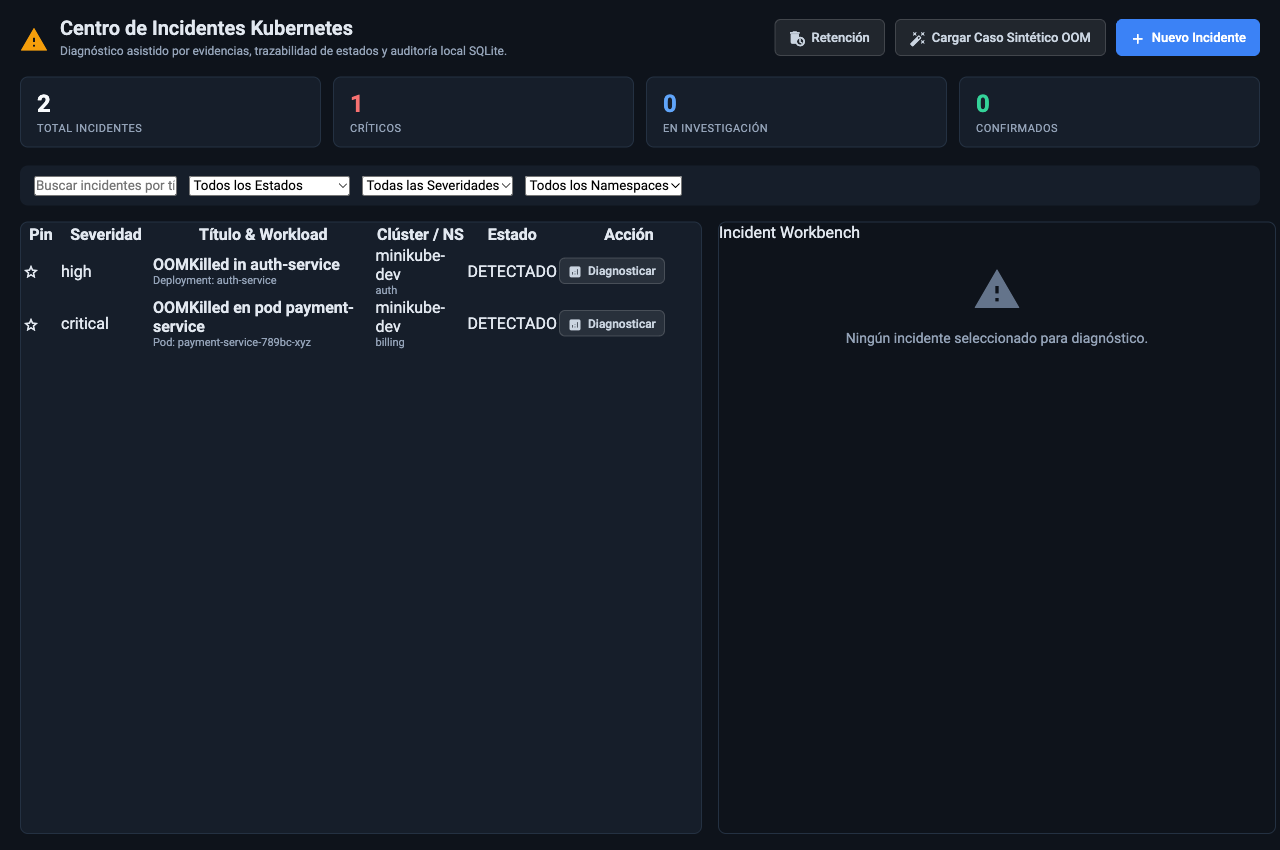 Centro de Incidentes Kubernetes
Diagnóstico asistido por evidencias, trazabilidad de estados y auditoría local SQLite.
Retención
Cargar Caso Sintético OOM
Nuevo Incidente
2
TOTAL INCIDENTES
1
CRÍTICOS
0
EN INVESTIGACIÓN
0
CONFIRMADOS
Buscar incidentes por tí
Todos los Estados
Todas las Severidades
Todos los Namespaces
Pin Severidad Título & Workload Clúster / NS Estado Acción
high
OOMKilled in auth-service
Deployment: auth-service
minikube-
dev
auth
DETECTADO
Diagnosticar
critical
OOMKilled en pod payment-
service
Pod: payment-service-789bc-xyz
minikube-
dev
billing
DETECTADO
Diagnosticar
Incident Workbench
Ningún incidente seleccionado para diagnóstico.